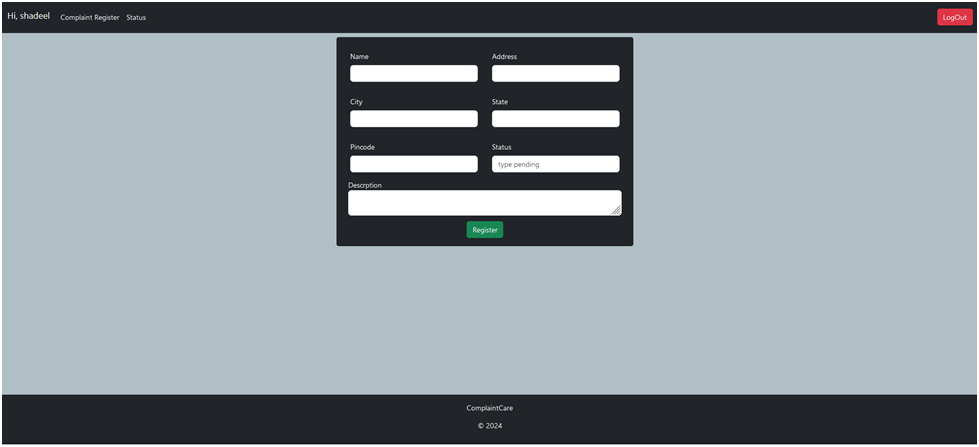 Hi, shadeel Complaint Register Status LogOut
Name Address
City State
Pincode Status
type pending
Descrption
Register
ComplaintCare
© 2024